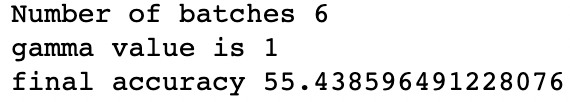 Number of batches 6
gamma value is 1
final accuracy 55.438596491228076